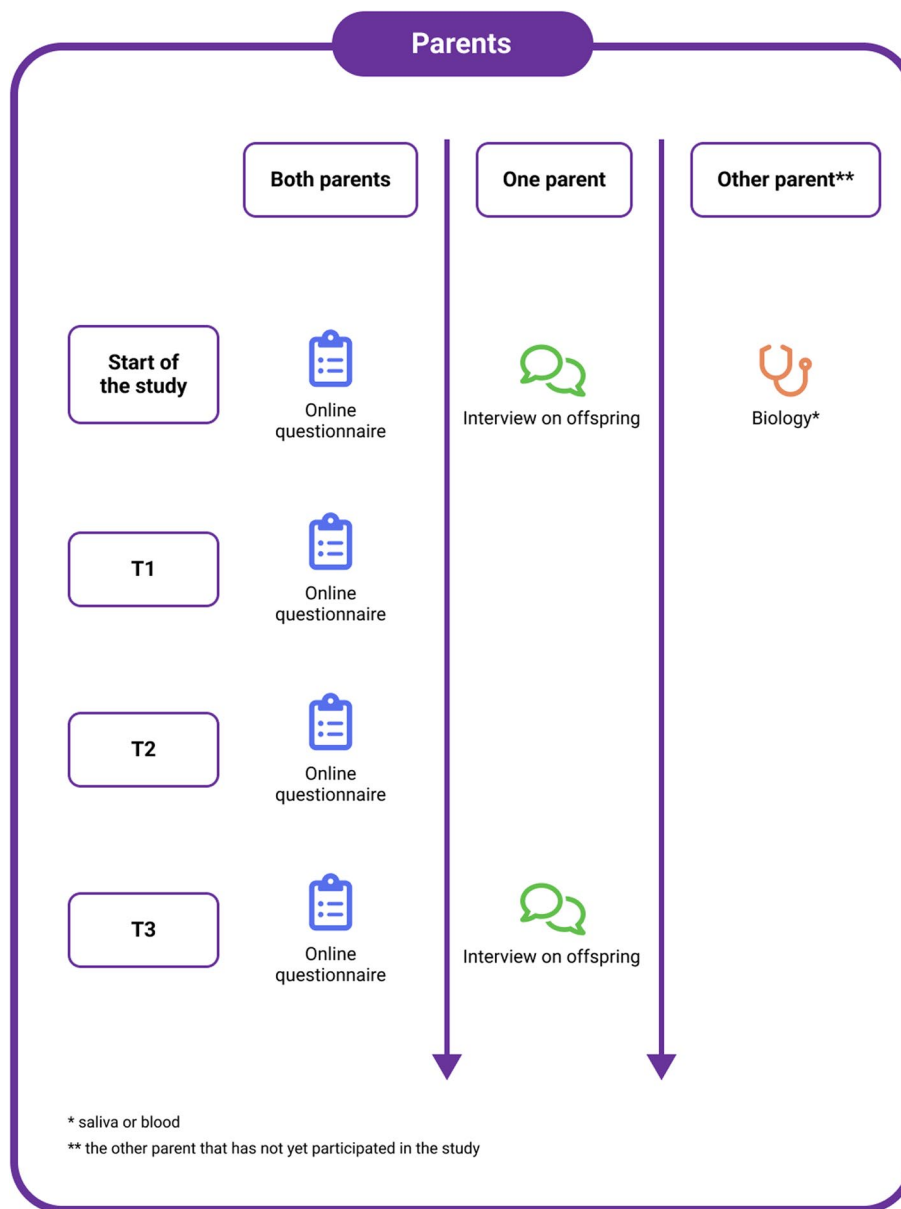 Parents
Both parents
One parent
Other parent**
Start of
the study
Online
questionnaire
Interview on offspring
Biology*
T1
Online
questionnaire
T2
Online
questionnaire
T3
Online
questionnaire
Interview on offspring
* saliva or blood
** the other parent that has not yet participated in the study